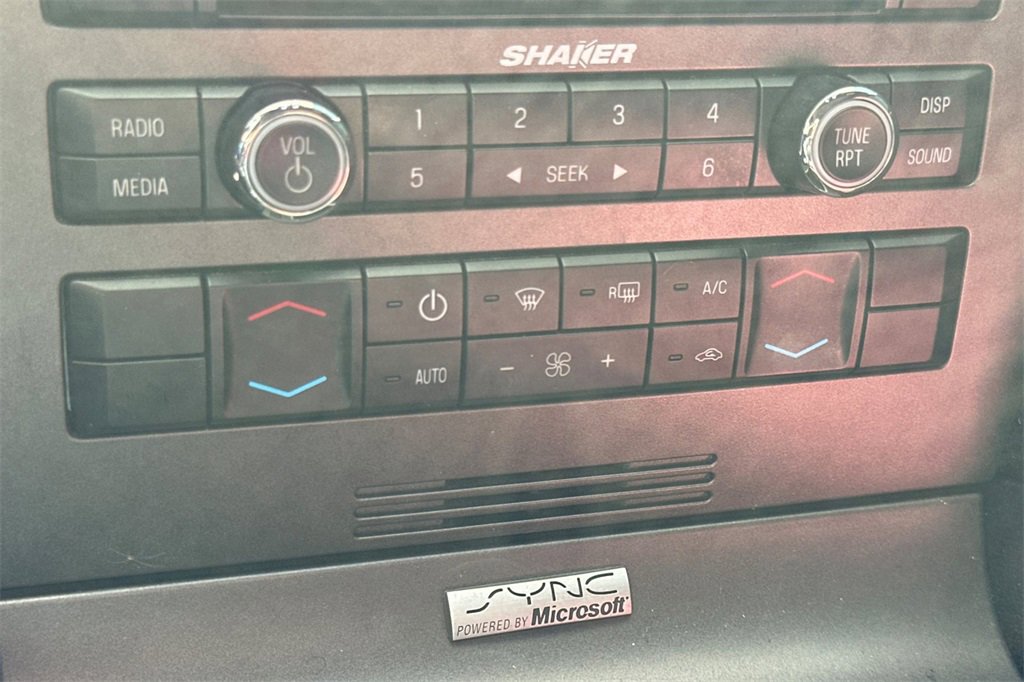 SHAKER
RADIO
MEDIA
VOL
1
2
3
4
5
◄ SEEK ►
6
TUNE
RPT
DISP
SOUND
R
A/C
AUTO
− +
SYNC
POWERED BY Microsoft®